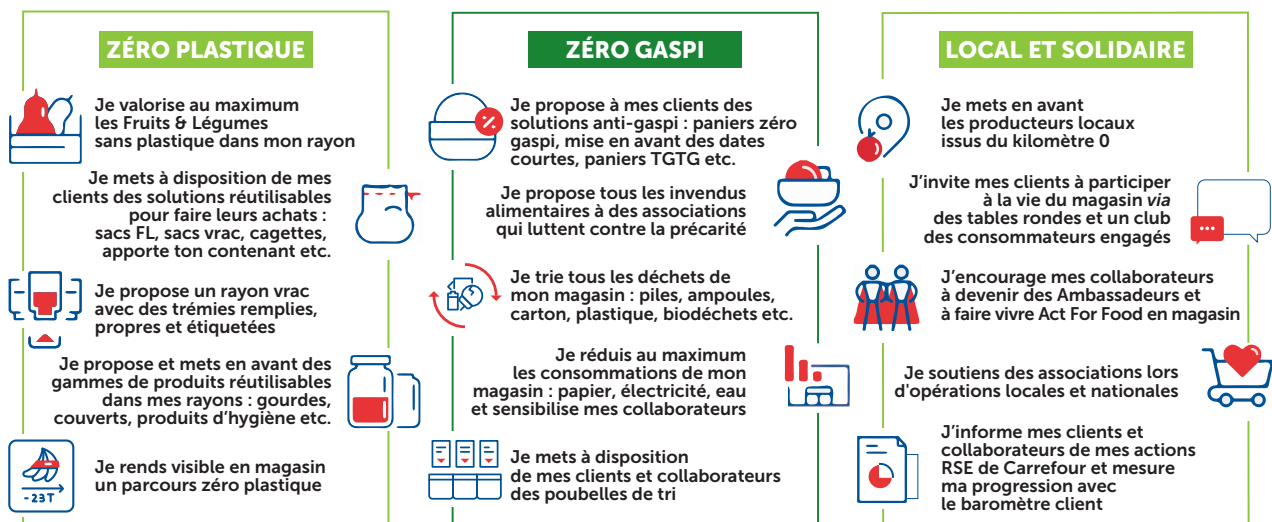 ZÉRO PLASTIQUE
Je valorise au maximum
les Fruits & Légumes
sans plastique dans mon rayon
Je mets à disposition de mes
clients des solutions réutilisables
pour faire leurs achats :
sacs FL, sacs vrac, cagettes,
apporte ton contenant etc.
Je propose un rayon vrac
avec des trémies remplies,
propres et étiquetées
Je propose et mets en avant des
gammes de produits réutilisables
dans mes rayons : gourdes,
couverts, produits d'hygiène etc.
-23T
Je rends visible en magasin
un parcours zéro plastique
ZÉRO GASPI
%
Je propose à mes clients des
solutions anti-gaspi : paniers zéro
gaspi, mise en avant des dates
courtes, paniers TGTG etc.
Je propose tous les invendus
alimentaires à des associations
qui luttent contre la précarité
Je trie tous les déchets de
mon magasin : piles, ampoules,
carton, plastique, biodéchets etc.
Je réduis au maximum
les consommations de mon
magasin : papier, électricité, eau
et sensibilise mes collaborateurs
Je mets à disposition
de mes clients et collaborateurs
des poubelles de tri
LOCAL ET SOLIDAIRE
Je mets en avant
les producteurs locaux
issus du kilomètre 0
J'invite mes clients à participer
à la vie du magasin via
des tables rondes et un club
des consommateurs engagés
J'encourage mes collaborateurs
à devenir des Ambassadeurs et
à faire vivre Act For Food en magasin
Je soutiens des associations lors
d'opérations locales et nationales
J'informe mes clients et
collaborateurs de mes actions
RSE de Carrefour et mesure
ma progression avec
le baromètre client